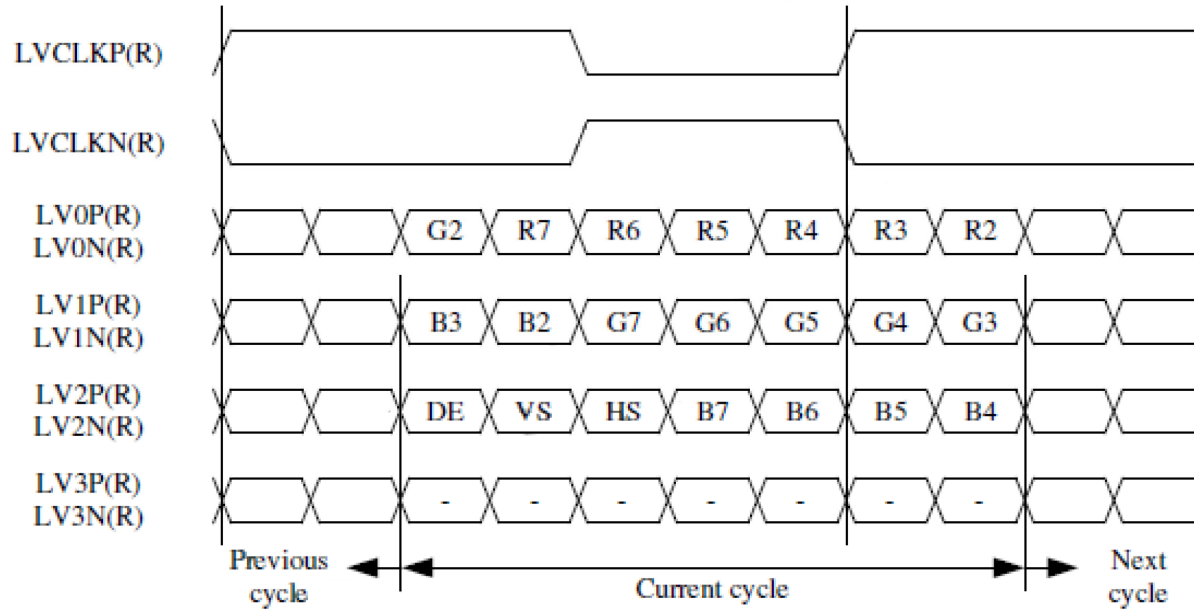 LVCLKP(R)
LVCLKN(R)
LV0P(R)
LV0N(R)
G2 R7 R6 R5 R4 R3 R2
LV1P(R)
LV1N(R)
B3 B2 G7 G6 G5 G4 G3
LV2P(R)
LV2N(R)
DE VS HS B7 B6 B5 B4
LV3P(R)
LV3N(R)
- - - - - - -
Previous
cycle
Current cycle
Next
cycle